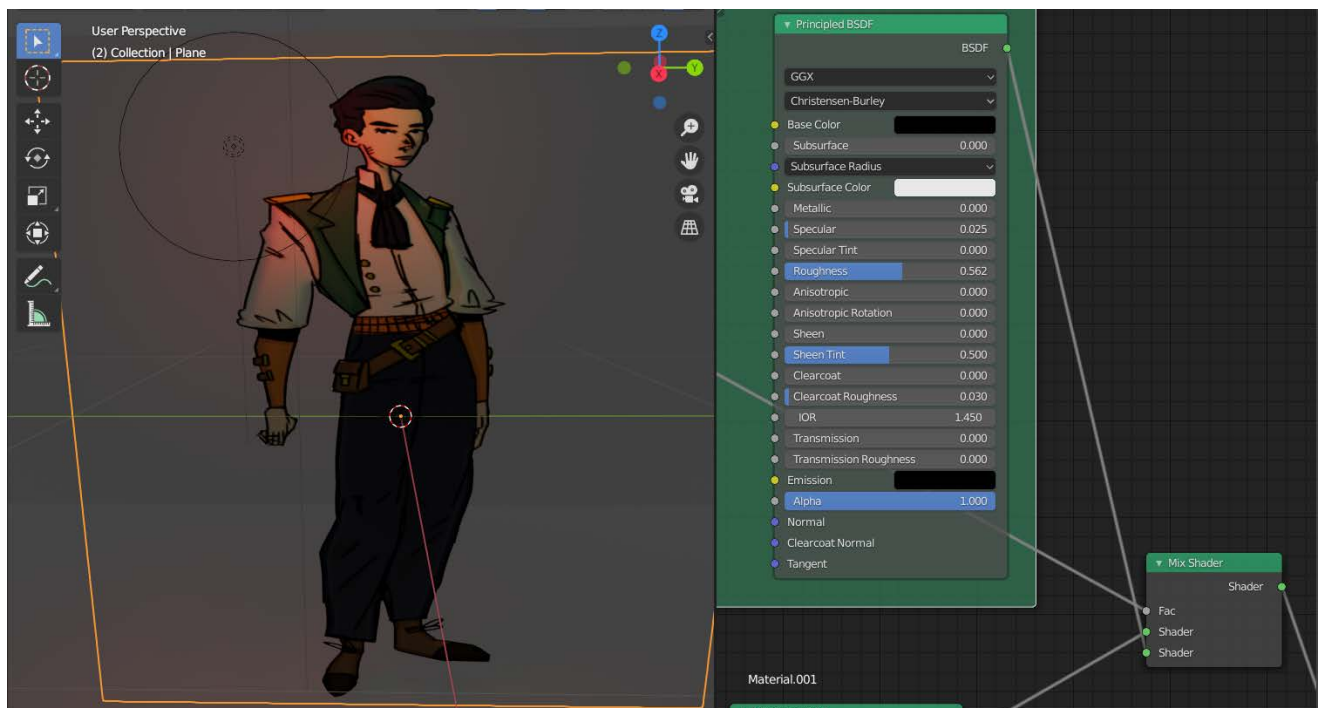 User Perspective
(2) Collection | Plane
Z
Y
X
Principled BSDF
BSDF
GGX
Christensen-Burley
Base Color
Subsurface 0.000
Subsurface Radius
Subsurface Color
Metallic 0.000
Specular 0.025
Specular Tint 0.000
Roughness 0.562
Anisotropic 0.000
Anisotropic Rotation 0.000
Sheen 0.000
Sheen Tint 0.500
Clearcoat 0.000
Clearcoat Roughness 0.030
IOR 1.450
Transmission 0.000
Transmission Roughness 0.000
Emission
Alpha 1.000
Normal
Clearcoat Normal
Tangent
Mix Shader
Shader
Fac
Shader
Shader
Material.001